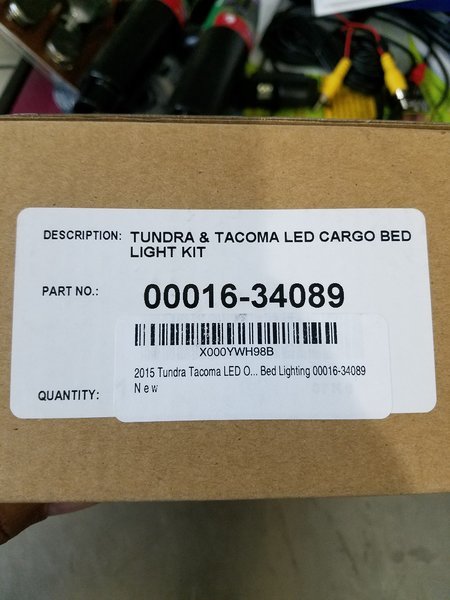 DESCRIPTION: TUNDRA & TACOMA LED CARGO BED
LIGHT KIT
PART NO.: 00016-34089
X000YWH98B
2015 Tundra Tacoma LED O... Bed Lighting 00016-34089
New
QUANTITY: